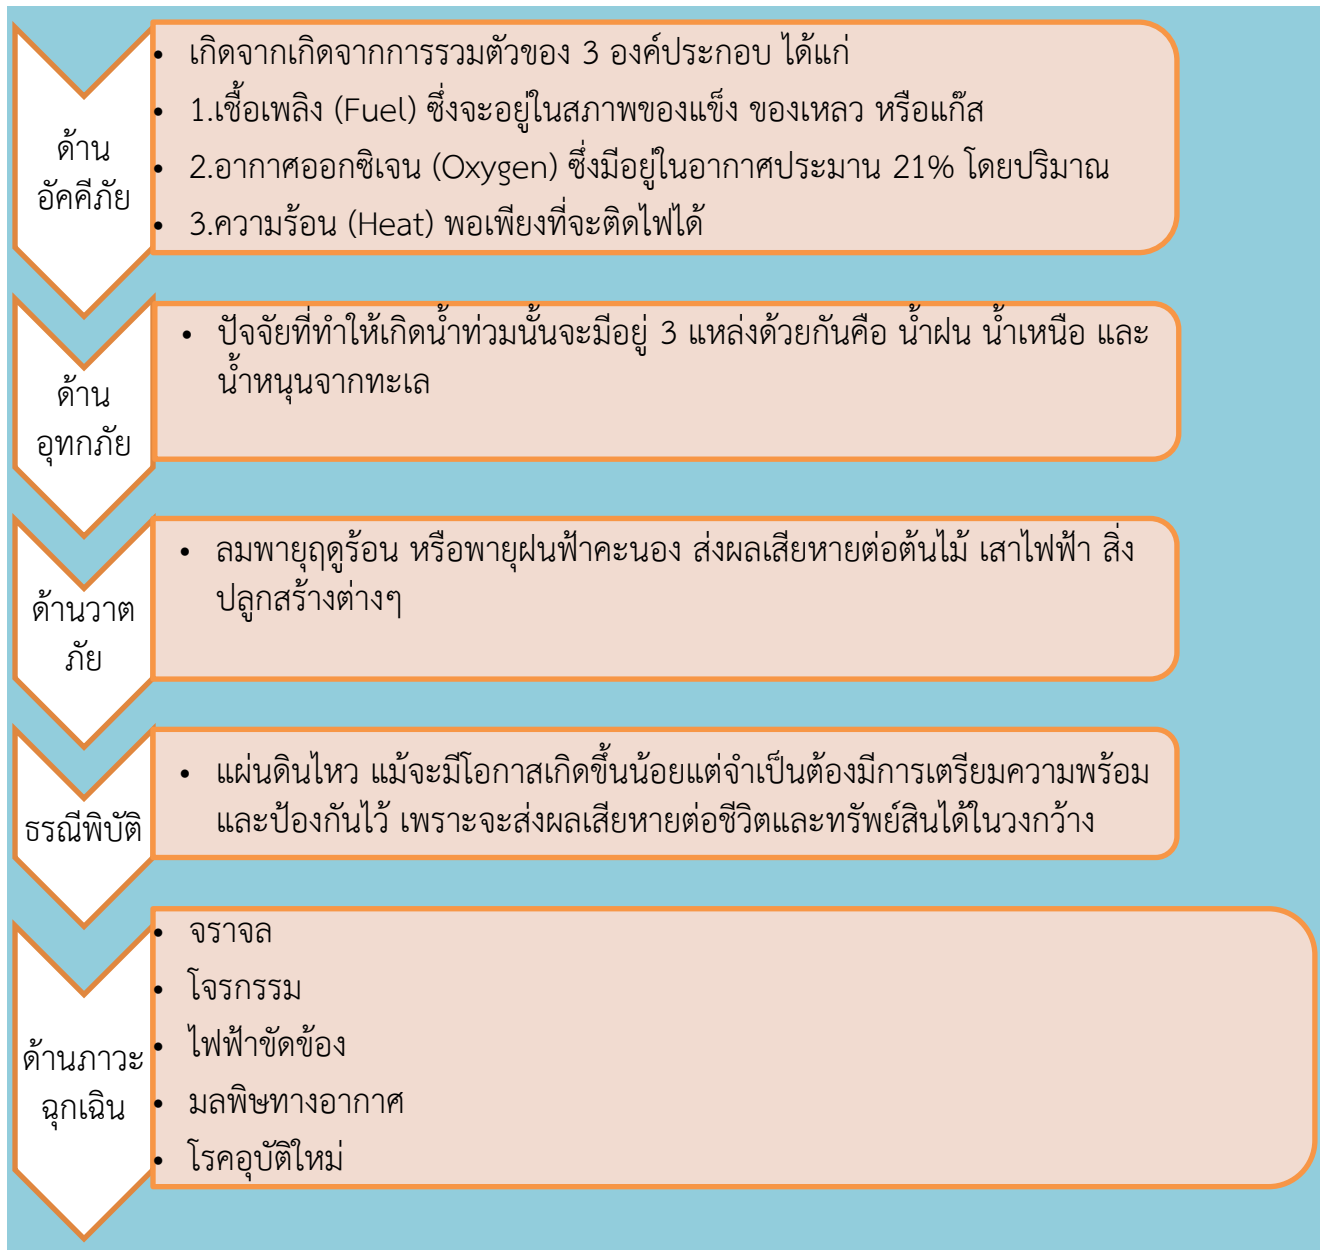 ด้าน
อัคคีภัย
• เกิดจากเกิดจากการรวมตัวของ 3 องค์ประกอบ ได้แก่
• 1.เชื้อเพลิง (Fuel) ซึ่งจะอยู่ในสภาพของแข็ง ของเหลว หรือแก๊ส
• 2.อากาศออกซิเจน (Oxygen) ซึ่งมีอยู่ในอากาศประมาน 21% โดยปริมาณ
• 3.ความร้อน (Heat) พอเพียงที่จะติดไฟได้
ด้าน
อุทกภัย
• ปัจจัยที่ทำให้เกิดน้ำท่วมนั้นจะมีอยู่ 3 แหล่งด้วยกันคือ น้ำฝน น้ำเหนือ และ
น้ำหนุนจากทะเล
ด้านวาต
ภัย
• ลมพายุฤดูร้อน หรือพายุฝนฟ้าคะนอง ส่งผลเสียหายต่อต้นไม้ เสาไฟฟ้า สิ่ง
ปลูกสร้างต่างๆ
ธรณีพิบัติ
• แผ่นดินไหว แม้จะมีโอกาสเกิดขึ้นน้อยแต่จำเป็นต้องมีการเตรียมความพร้อม
และป้องกันไว้ เพราะจะส่งผลเสียหายต่อชีวิตและทรัพย์สินได้ในวงกว้าง
ด้านภาวะ
ฉุกเฉิน
• จราจล
• โจรกรรม
• ไฟฟ้าขัดข้อง
• มลพิษทางอากาศ
• โรคอุบัติใหม่